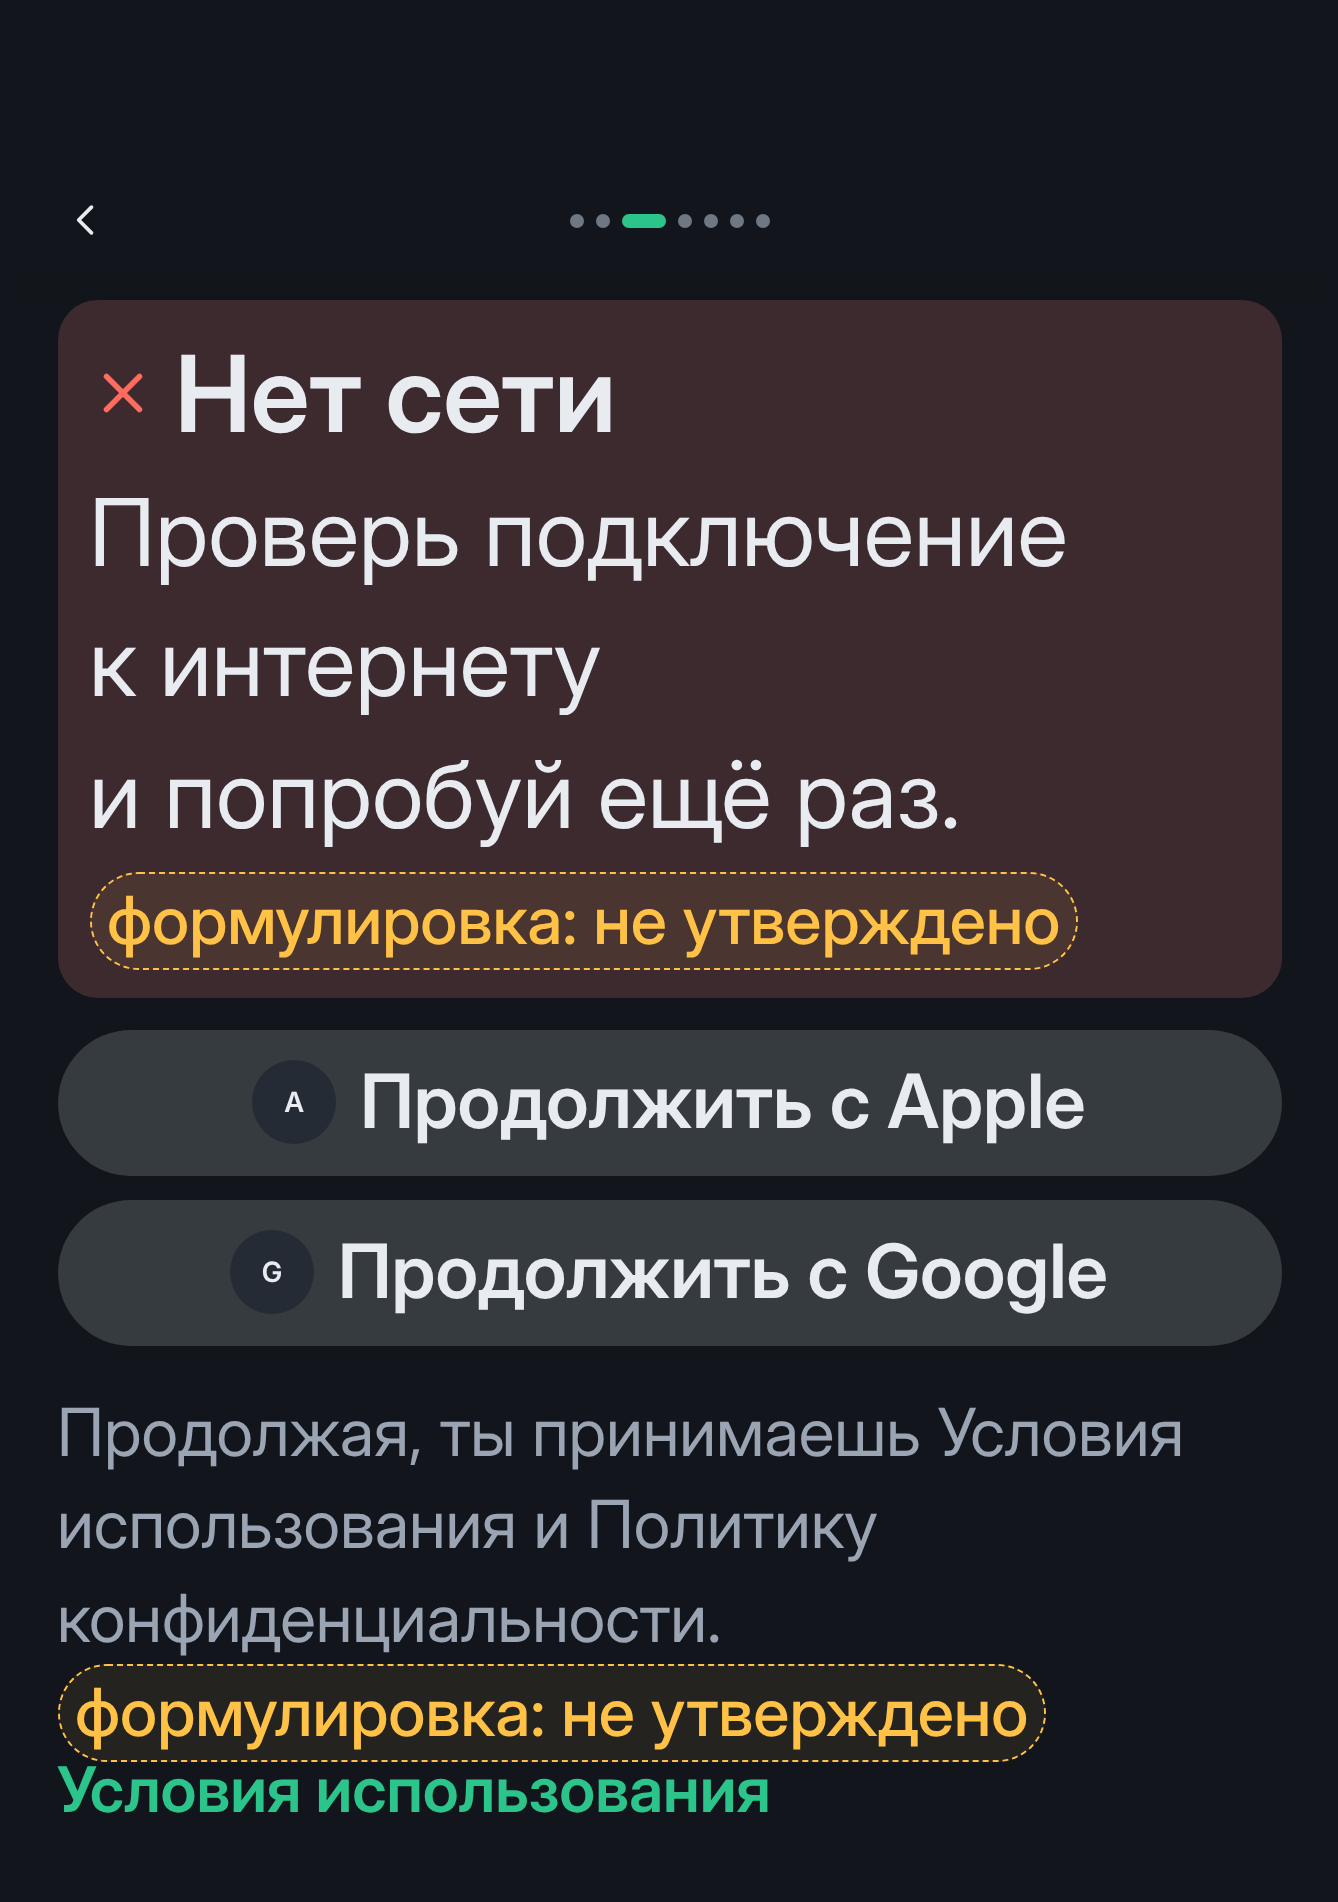 Нет сети
Проверь подключение
к интернету
и попробуй ещё раз.
формулировка: не утверждено
A Продолжить с Apple
G Продолжить с Google
Продолжая, ты принимаешь Условия
использования и Политику
конфиденциальности.
формулировка: не утверждено
Условия использования